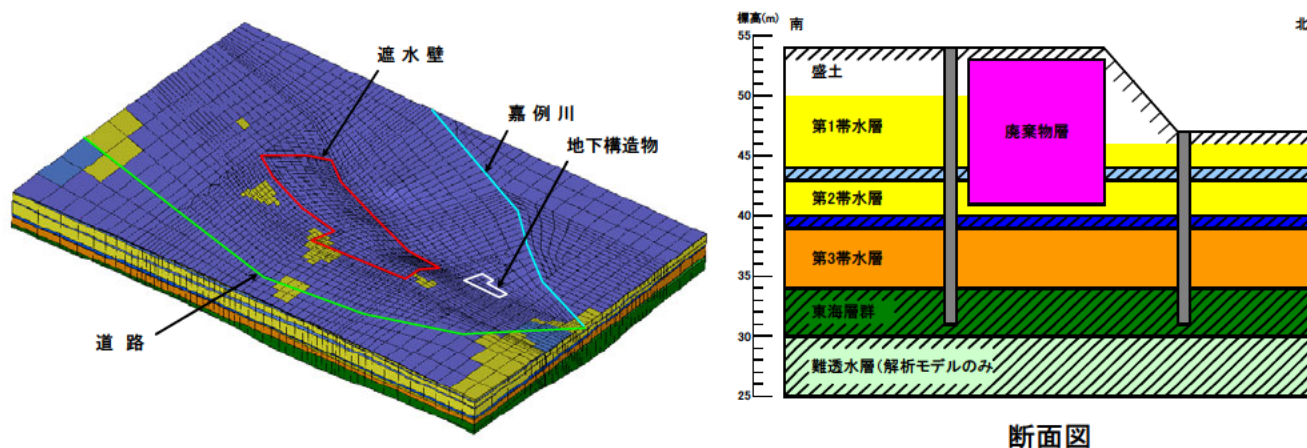 遮水壁
嘉例川
地下構造物
道路
標高(m)
南
北
55
50
45
40
35
30
25
盛土
第1帯水層
廃棄物層
第2帯水層
第3帯水層
東海層群
難透水層(解析モデルのみ
断面図